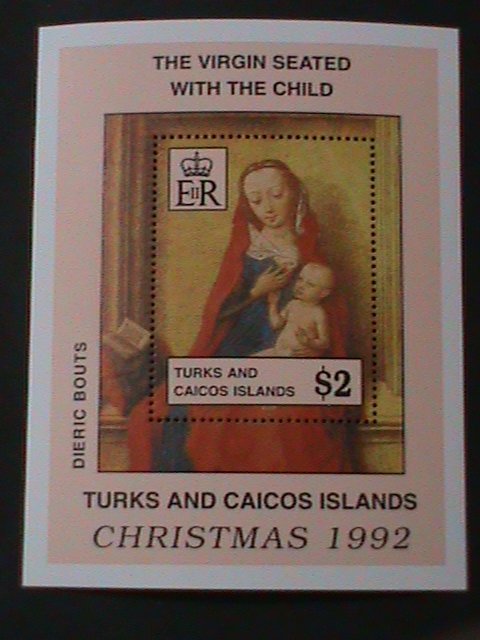 THE VIRGIN SEATED
WITH THE CHILD
EIIR
TURKS AND
CAICOS ISLANDS $2
DIERIC BOUTS
TURKS AND CAICOS ISLANDS
CHRISTMAS 1992